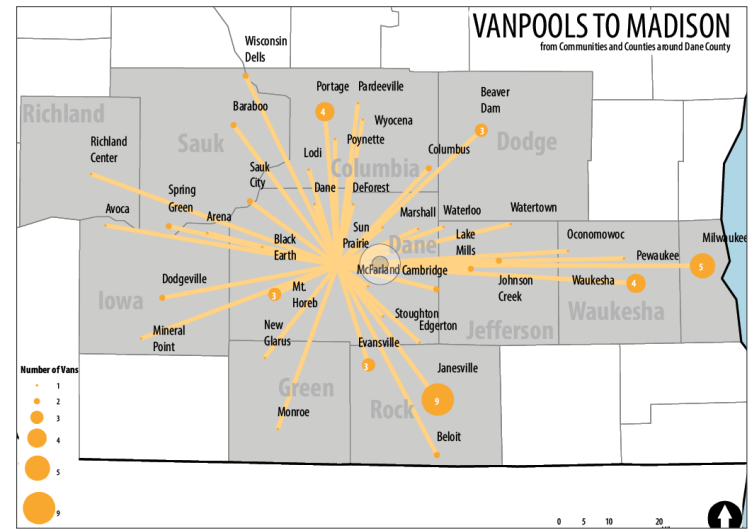 VANPOOLS TO MADISON
from Communities and Counties around Dane County
Wisconsin
Dells
Portage
Pardeeville
Beaver
Dam
Baraboo
4
Wyocena
3
Richland
Sauk
Poynette
Columbus
Dodge
Richland
Center
Lodi
Columbia
Sauk
City
Spring
Green
Dane
DeForest
Avoca
Arena
Marshall
Waterloo
Watertown
Sun
Prairie
Black
Earth
Dane
Lake
Mills
Oconomowoc
Milwaukee
Pewaukee
McFarland
Cambridge
5
Dodgeville
Mt.
Horeb
3
Johnson
Creek
Waukesha
4
Iowa
Stoughton
Waukesha
Mineral
Point
New
Glarus
Edgerton
Jefferson
Evansville
3
Janesville
Number of Vans
1
2
3
4
5
9
Green
Monroe
Rock
9
Beloit
0 5 10 20